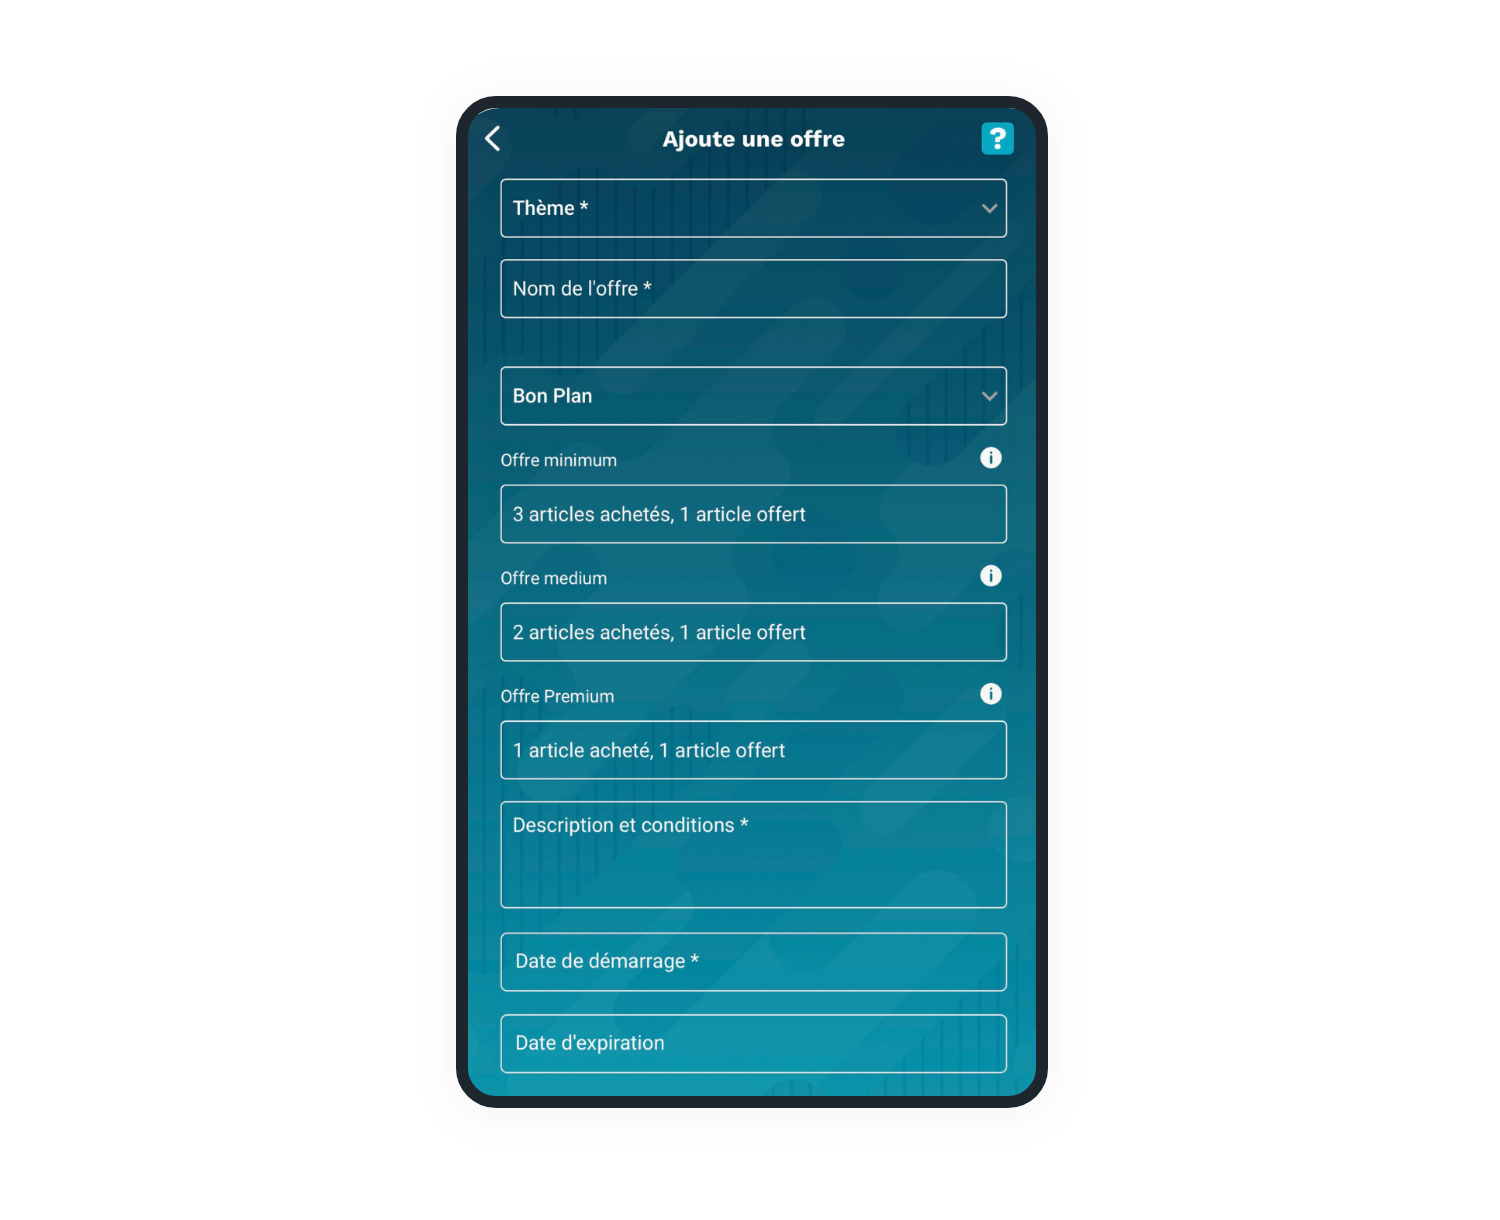 Ajoute une offre
?
Thème *
Nom de l'offre *
Bon Plan
Offre minimum
3 articles achetés, 1 article offert
Offre medium
2 articles achetés, 1 article offert
Offre Premium
1 article acheté, 1 article offert
Description et conditions *
Date de démarrage *
Date d'expiration